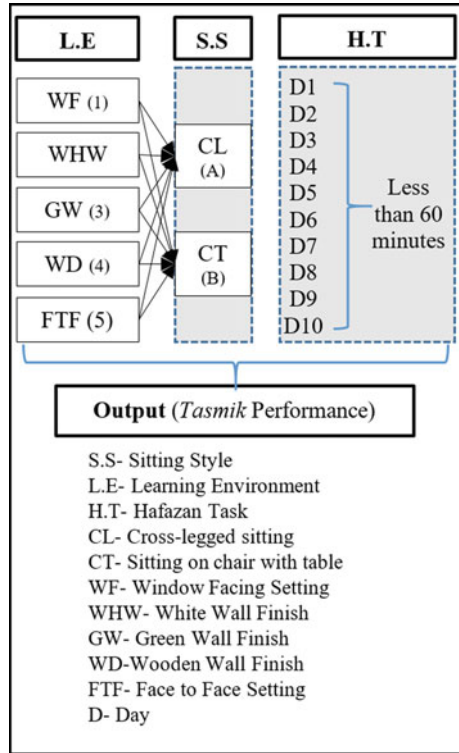 L.E
S.S
H.T
WF (1)
WHW
GW (3)
WD (4)
FTF (5)
CL
(A)
CT
(B)
D1
D2
D3
D4
D5
D6
D7
D8
D9
D10
Less
than 60
minutes
Output (Tasmik Performance)
S.S- Sitting Style
L.E- Learning Environment
H.T- Hafazan Task
CL- Cross-legged sitting
CT- Sitting on chair with table
WF- Window Facing Setting
WHW- White Wall Finish
GW- Green Wall Finish
WD-Wooden Wall Finish
FTF- Face to Face Setting
D- Day